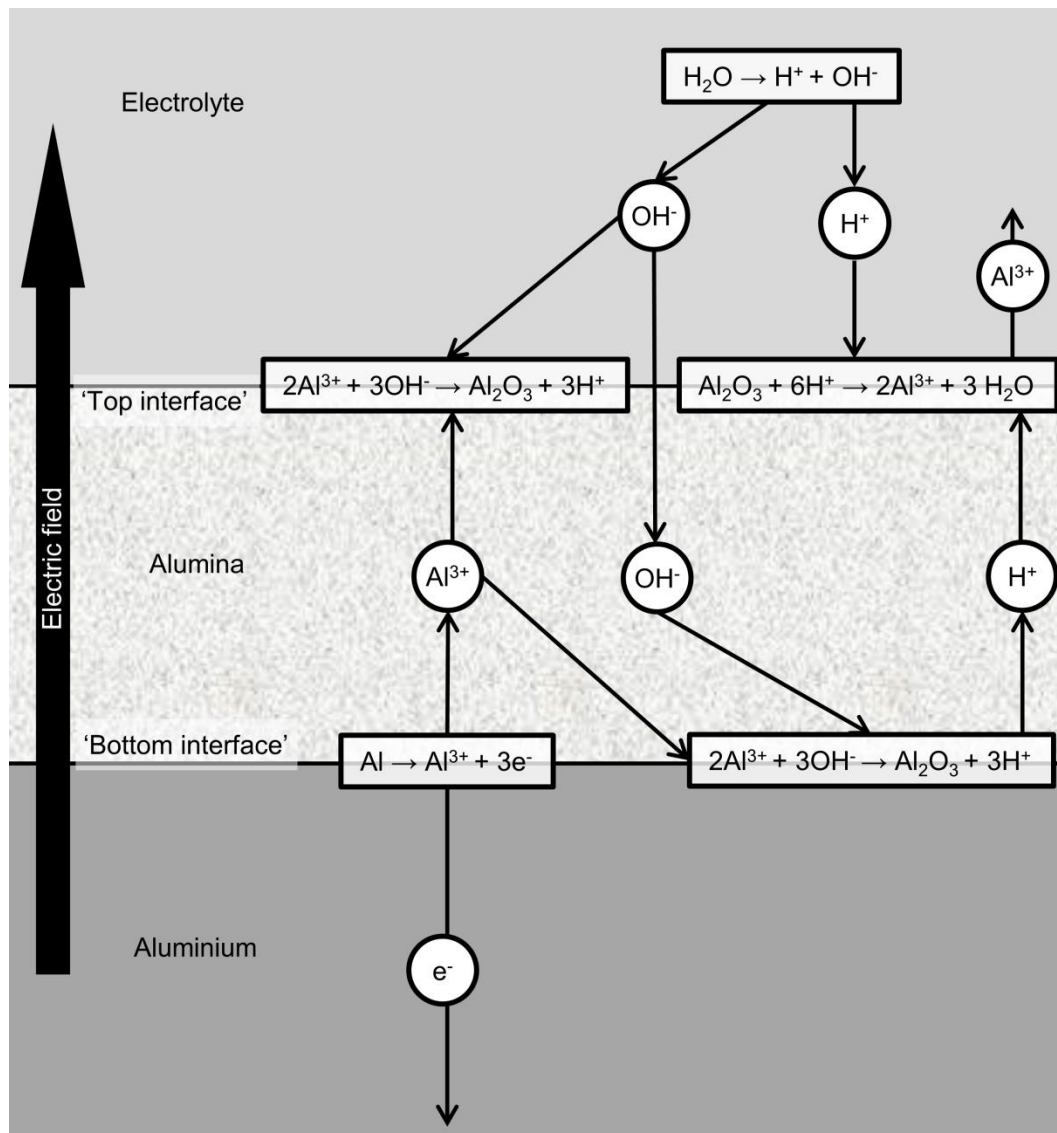 H₂O → H⁺ + OH⁻
Electrolyte
OH⁻
H⁺
Al³⁺
2Al³⁺ + 3OH⁻ → Al₂O₃ + 3H⁺
Al₂O₃ + 6H⁺ → 2Al³⁺ + 3 H₂O
'Top interface'
Electric field
Alumina
Al³⁺
OH⁻
H⁺
'Bottom interface'
Al → Al³⁺ + 3e⁻
2Al³⁺ + 3OH⁻ → Al₂O₃ + 3H⁺
Aluminium
e⁻